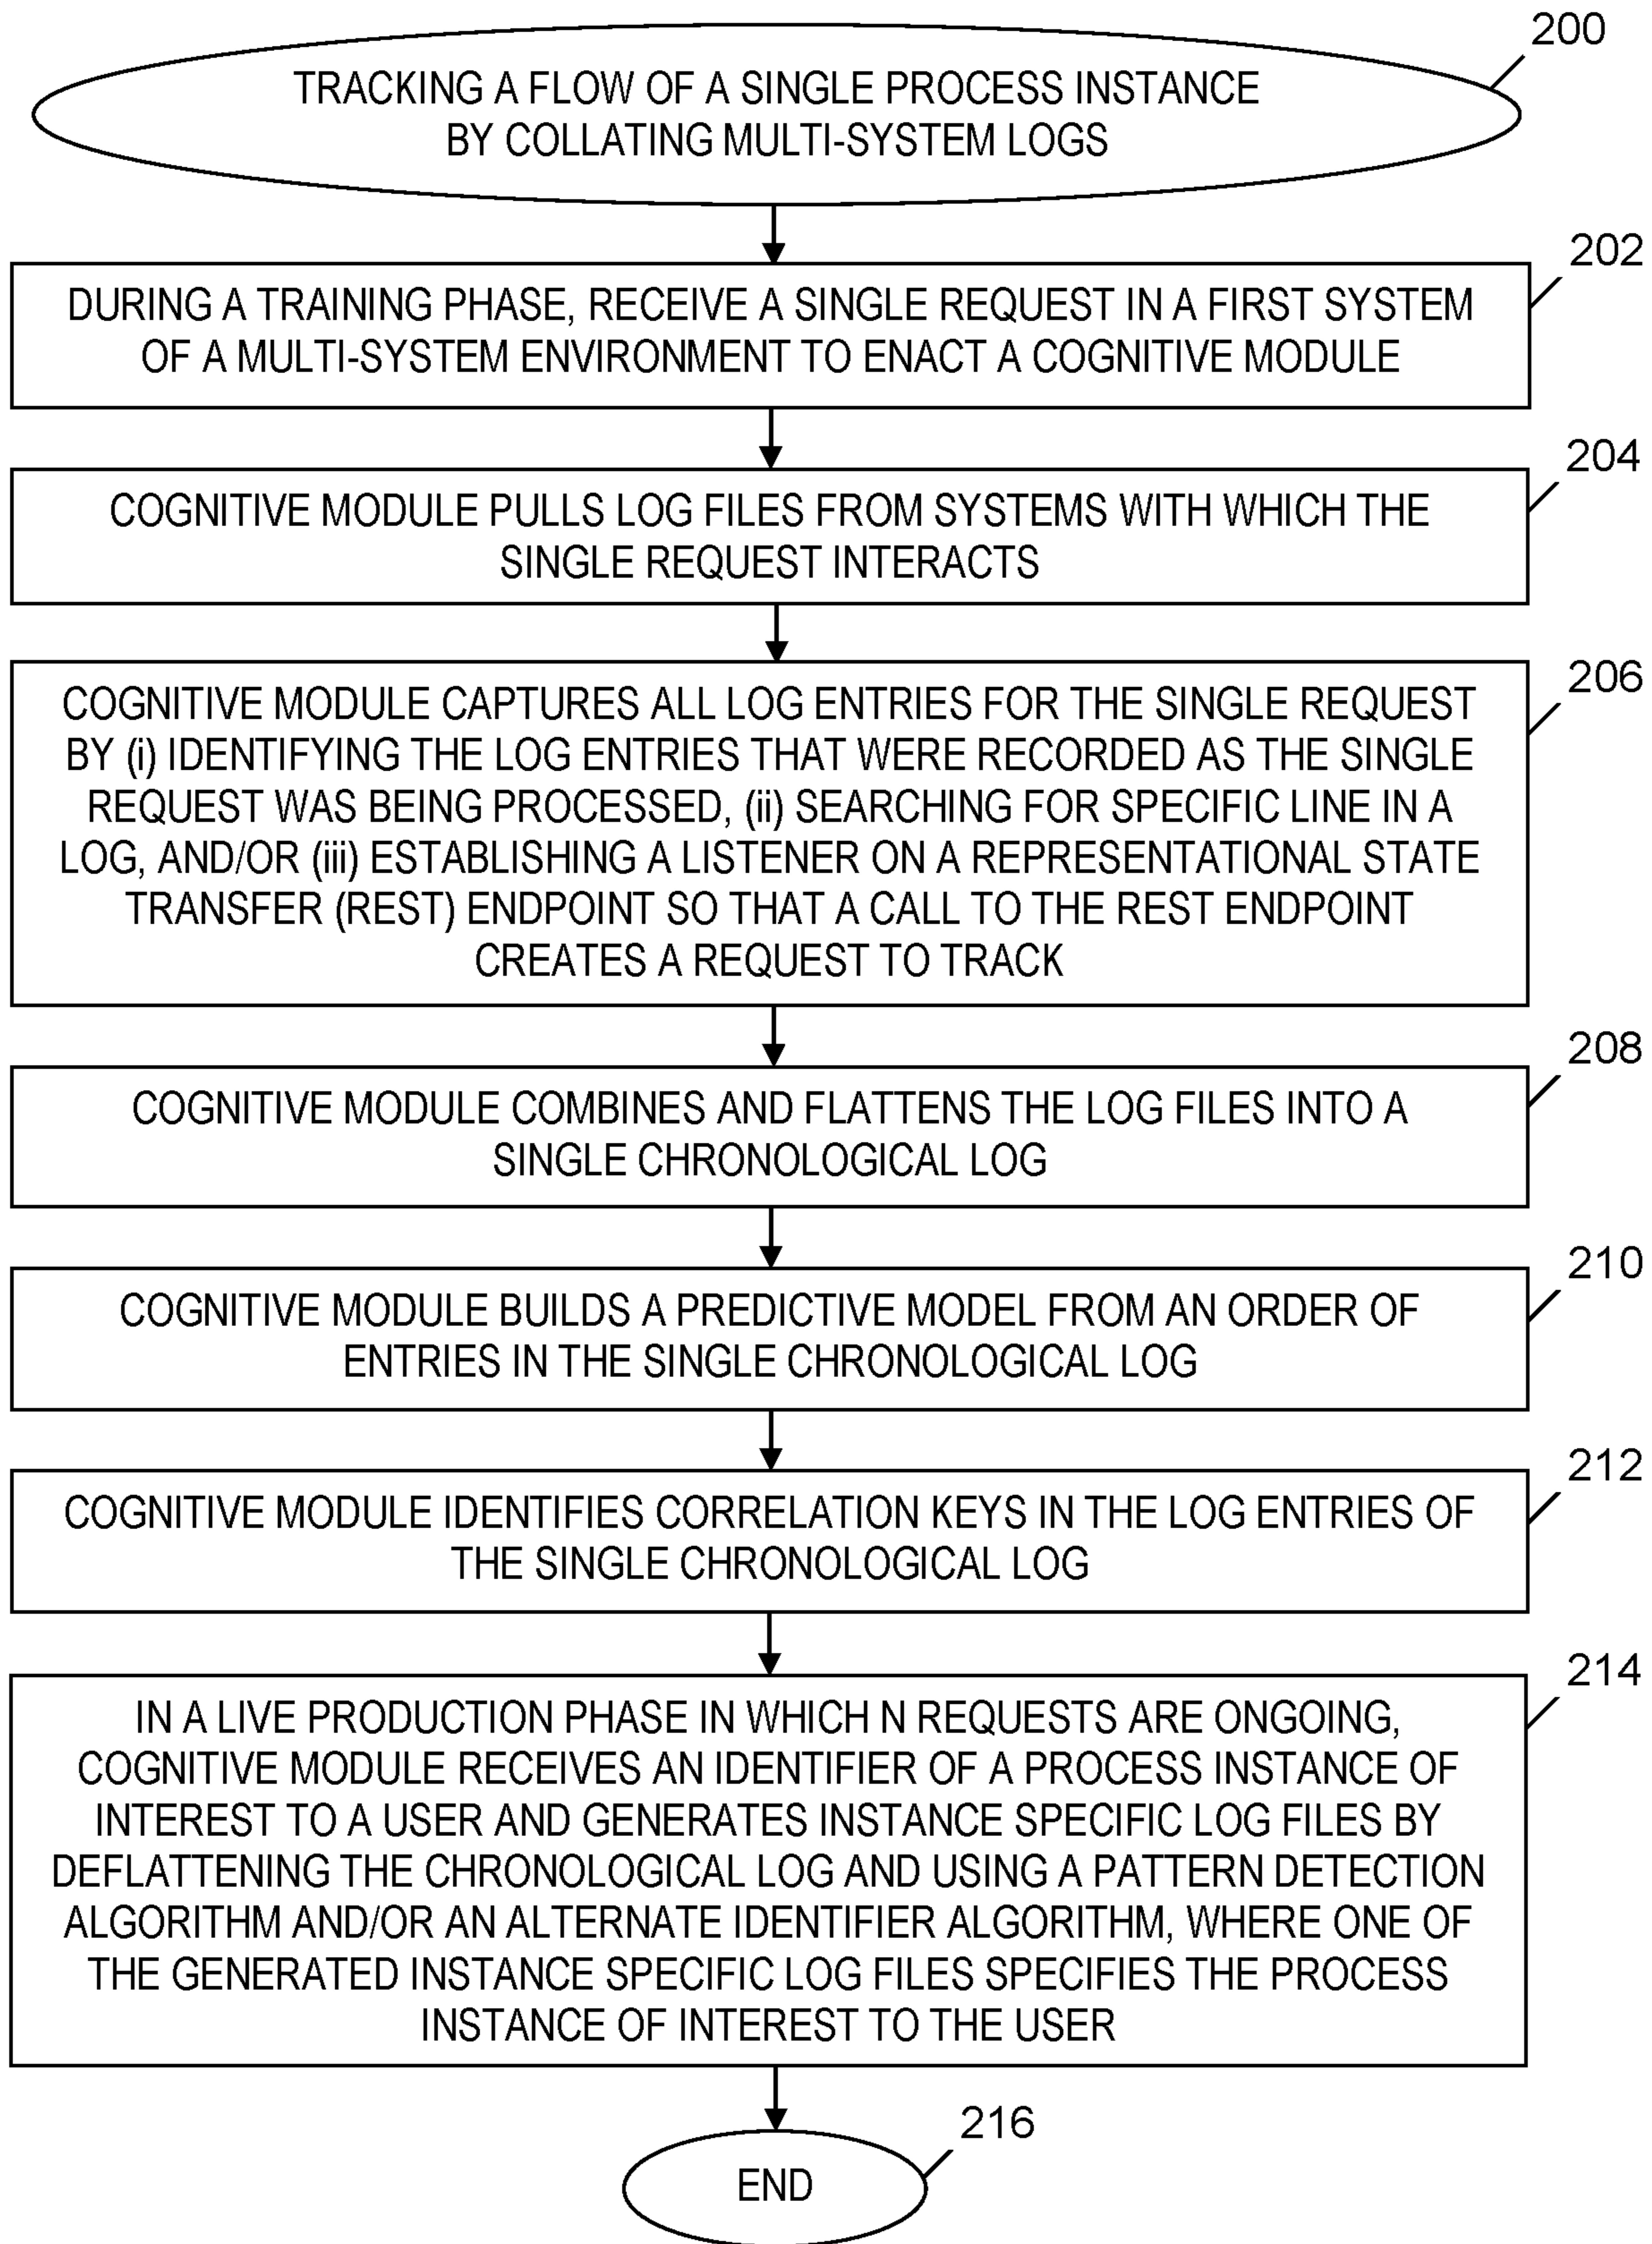 200
TRACKING A FLOW OF A SINGLE PROCESS INSTANCE
BY COLLATING MULTI-SYSTEM LOGS
202
DURING A TRAINING PHASE, RECEIVE A SINGLE REQUEST IN A FIRST SYSTEM
OF A MULTI-SYSTEM ENVIRONMENT TO ENACT A COGNITIVE MODULE
204
COGNITIVE MODULE PULLS LOG FILES FROM SYSTEMS WITH WHICH THE
SINGLE REQUEST INTERACTS
206
COGNITIVE MODULE CAPTURES ALL LOG ENTRIES FOR THE SINGLE REQUEST
BY (i) IDENTIFYING THE LOG ENTRIES THAT WERE RECORDED AS THE SINGLE
REQUEST WAS BEING PROCESSED, (ii) SEARCHING FOR SPECIFIC LINE IN A
LOG, AND/OR (iii) ESTABLISHING A LISTENER ON A REPRESENTATIONAL STATE
TRANSFER (REST) ENDPOINT SO THAT A CALL TO THE REST ENDPOINT
CREATES A REQUEST TO TRACK
208
COGNITIVE MODULE COMBINES AND FLATTENS THE LOG FILES INTO A
SINGLE CHRONOLOGICAL LOG
210
COGNITIVE MODULE BUILDS A PREDICTIVE MODEL FROM AN ORDER OF
ENTRIES IN THE SINGLE CHRONOLOGICAL LOG
212
COGNITIVE MODULE IDENTIFIES CORRELATION KEYS IN THE LOG ENTRIES OF
THE SINGLE CHRONOLOGICAL LOG
214
IN A LIVE PRODUCTION PHASE IN WHICH N REQUESTS ARE ONGOING,
COGNITIVE MODULE RECEIVES AN IDENTIFIER OF A PROCESS INSTANCE OF
INTEREST TO A USER AND GENERATES INSTANCE SPECIFIC LOG FILES BY
DEFLATTENING THE CHRONOLOGICAL LOG AND USING A PATTERN DETECTION
ALGORITHM AND/OR AN ALTERNATE IDENTIFIER ALGORITHM, WHERE ONE OF
THE GENERATED INSTANCE SPECIFIC LOG FILES SPECIFIES THE PROCESS
INSTANCE OF INTEREST TO THE USER
216
END